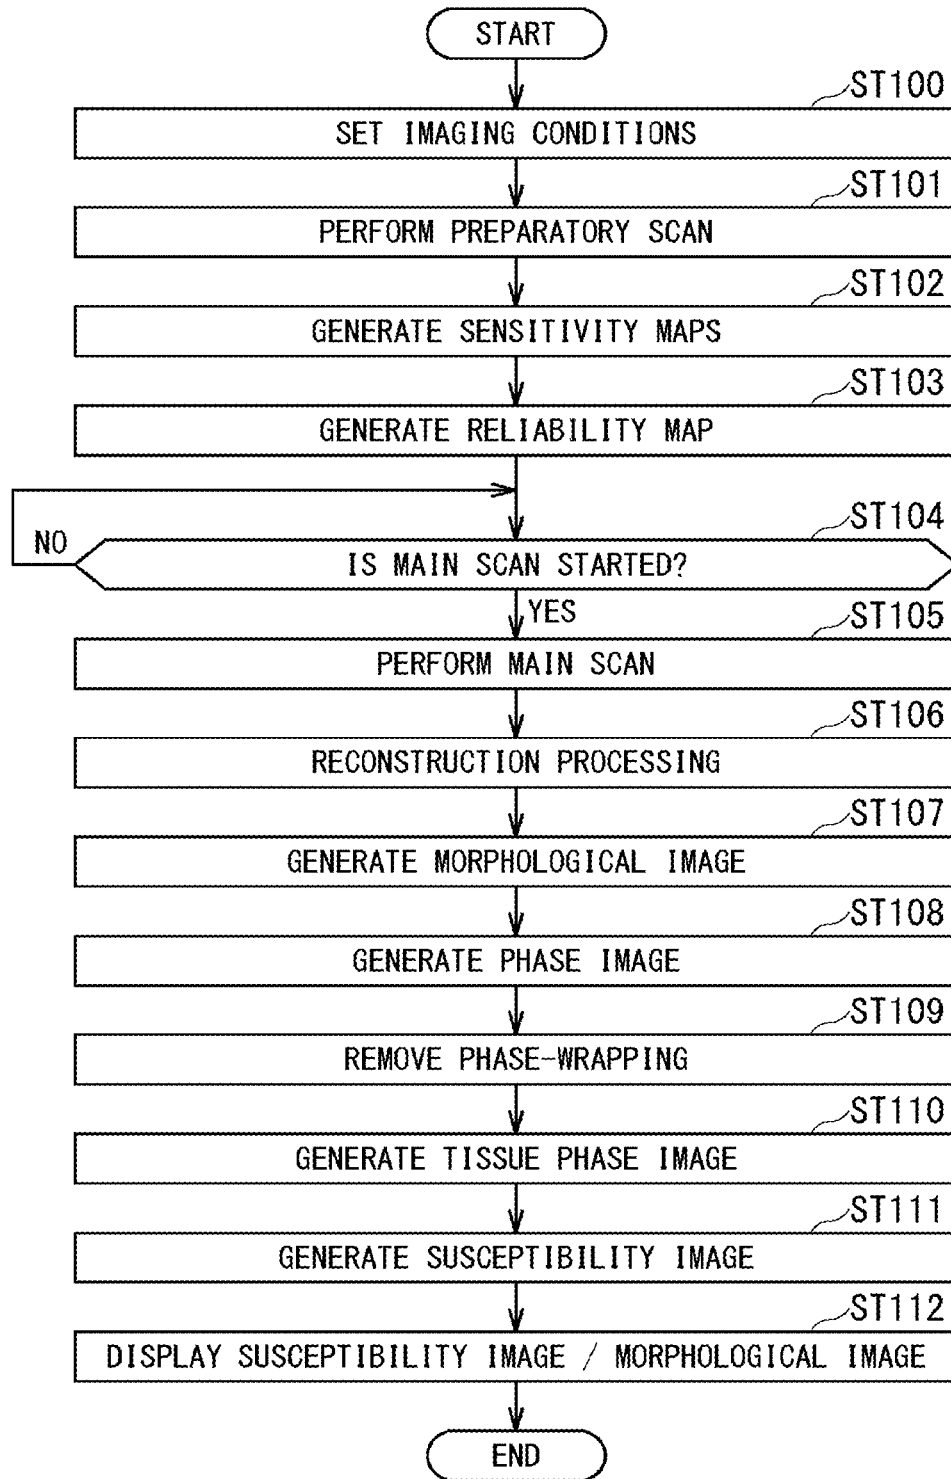 START
ST100
SET IMAGING CONDITIONS
ST101
PERFORM PREPARATORY SCAN
ST102
GENERATE SENSITIVITY MAPS
ST103
GENERATE RELIABILITY MAP
ST104
NO
IS MAIN SCAN STARTED?
YES
ST105
PERFORM MAIN SCAN
ST106
RECONSTRUCTION PROCESSING
ST107
GENERATE MORPHOLOGICAL IMAGE
ST108
GENERATE PHASE IMAGE
ST109
REMOVE PHASE-WRAPPING
ST110
GENERATE TISSUE PHASE IMAGE
ST111
GENERATE SUSCEPTIBILITY IMAGE
ST112
DISPLAY SUSCEPTIBILITY IMAGE / MORPHOLOGICAL IMAGE
END